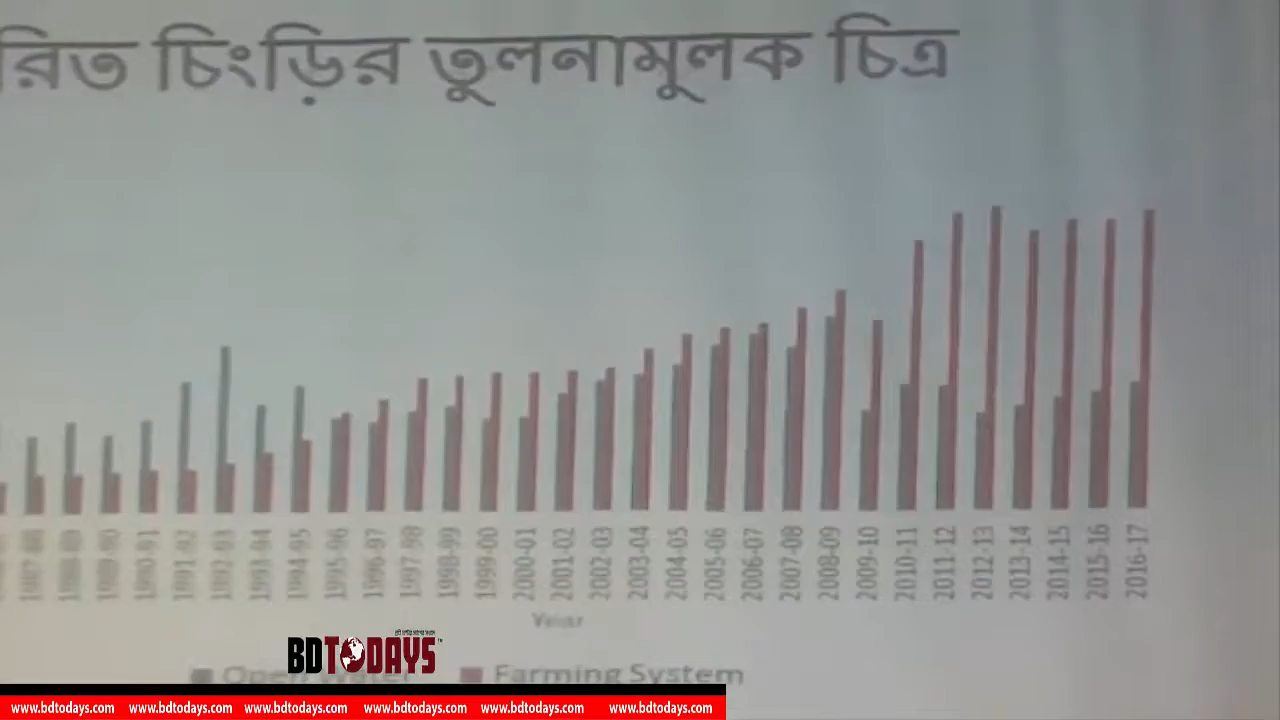 রিত চিংড়ির তুলনামূলক চিত্র
1987-88 1988-89 1989-90 1990-91 1991-92 1992-93 1993-94 1994-95 1995-96 1996-97 1997-98 1998-99 1999-00 2000-01 2001-02 2002-03 2003-04 2004-05 2005-06 2006-07 2007-08 2008-09 2009-10 2010-11 2011-12 2012-13 2013-14 2014-15 2015-16 2016-17
Year
BDTODAYS™
Open Water Farming System
www.bdtodays.com www.bdtodays.com www.bdtodays.com www.bdtodays.com www.bdtodays.com www.bdtodays.com